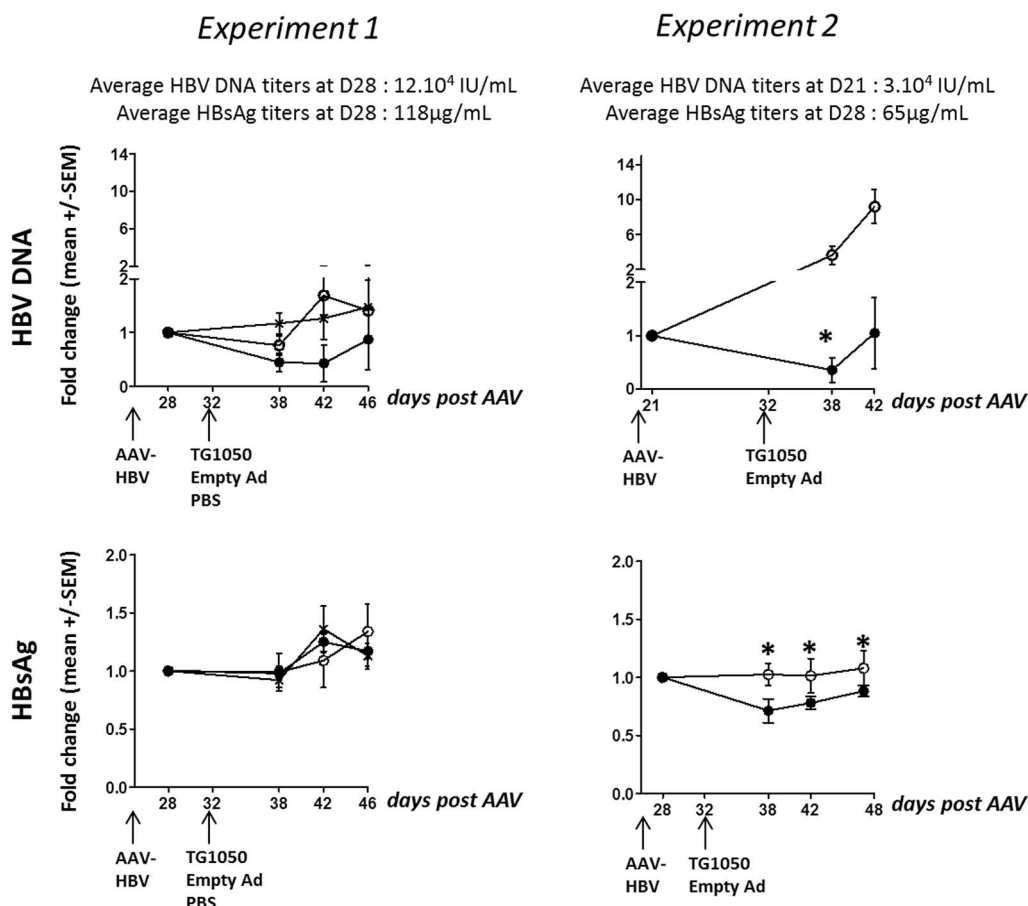 Experiment 1
Average HBV DNA titers at D28 : 12.10⁴ IU/mL
Average HBsAg titers at D28 : 118µg/mL
Experiment 2
Average HBV DNA titers at D21 : 3.10⁴ IU/mL
Average HBsAg titers at D28 : 65µg/mL
HBV DNA
Fold change (mean +/-SEM)
14
10
6
2
2
1
0
28 32 38 42 46 days post AAV
AAV-
HBV
TG1050
Empty Ad
PBS
14
10
6
2
2
1
0
*
21 32 38 42 days post AAV
AAV-
HBV
TG1050
Empty Ad
HBsAg
Fold change (mean +/-SEM)
2.0
1.5
1.0
0.5
0.0
28 32 38 42 46 days post AAV
AAV-
HBV
TG1050
Empty Ad
PBS
2.0
1.5
1.0
0.5
0.0
* * *
28 32 38 42 48 days post AAV
AAV-
HBV
TG1050
Empty Ad